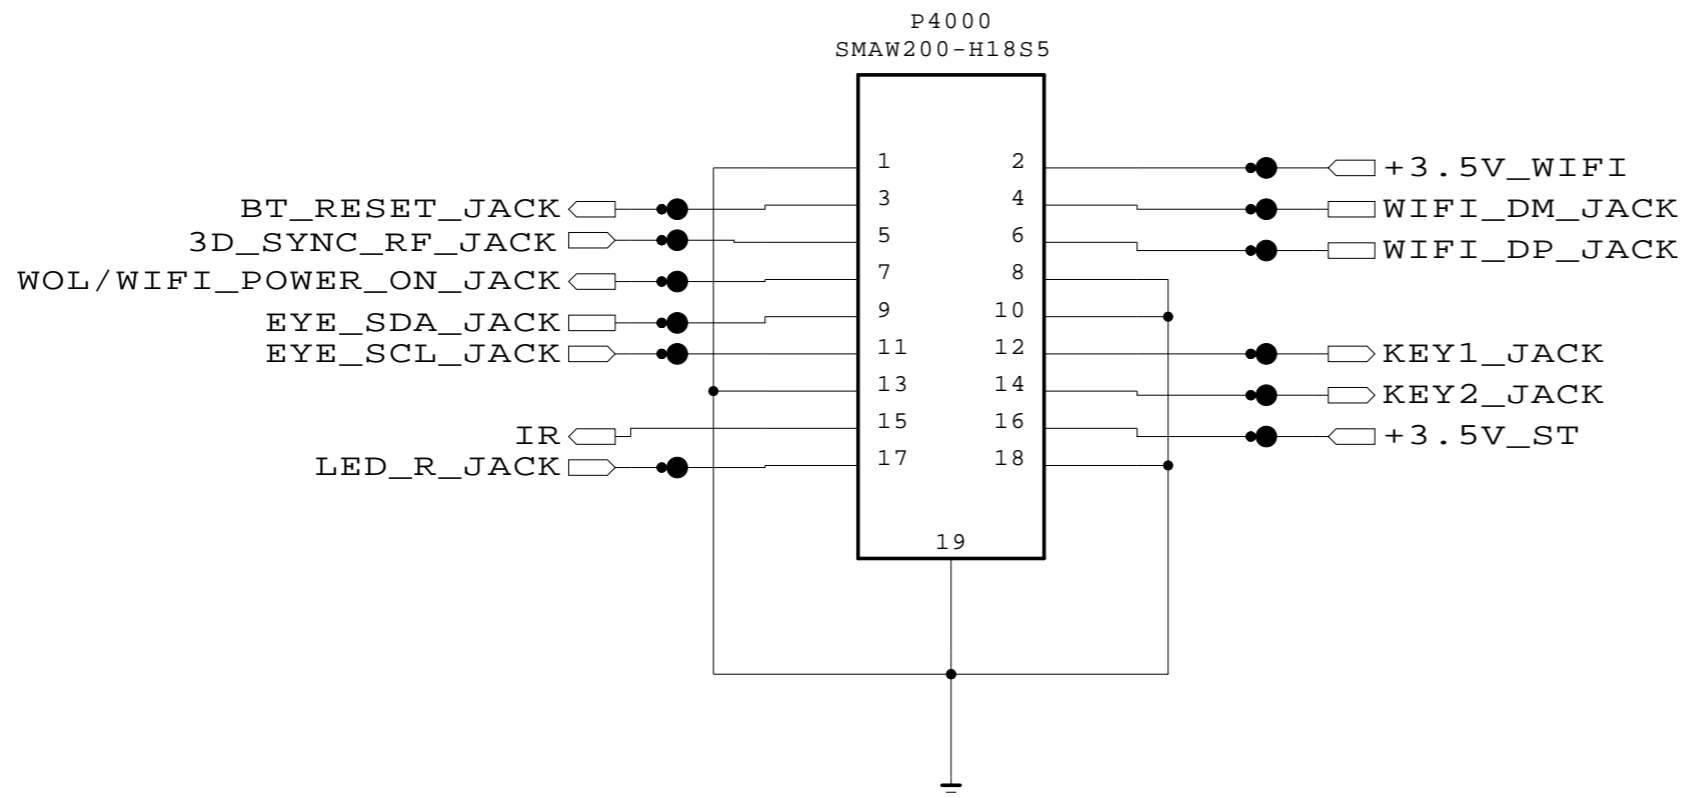 P4000
SMAW200-H18S5
1 2 +3.5V_WIFI
BT_RESET_JACK 3 4 WIFI_DM_JACK
3D_SYNC_RF_JACK 5 6 WIFI_DP_JACK
WOL/WIFI_POWER_ON_JACK 7 8
EYE_SDA_JACK 9 10
EYE_SCL_JACK 11 12 KEY1_JACK
13 14 KEY2_JACK
IR 15 16 +3.5V_ST
LED_R_JACK 17 18
19